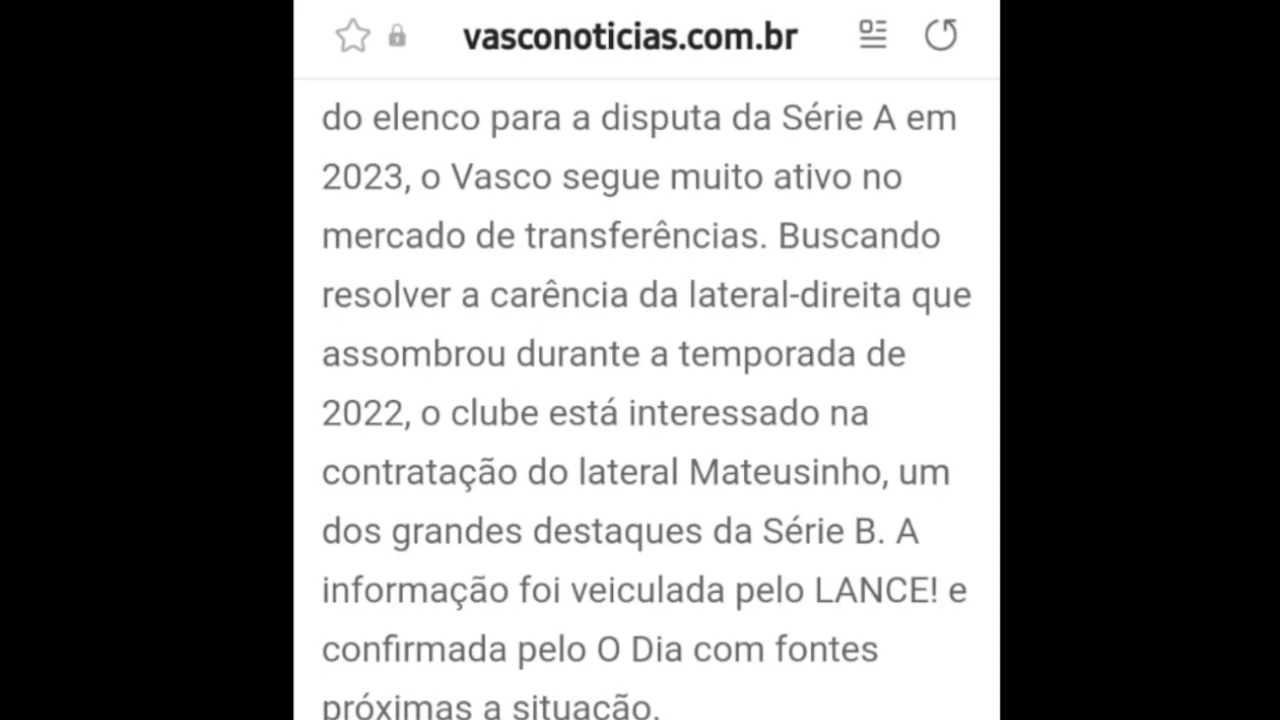 vasconoticias.com.br
do elenco para a disputa da Série A em
2023, o Vasco segue muito ativo no
mercado de transferências. Buscando
resolver a carência da lateral-direita que
assombrou durante a temporada de
2022, o clube está interessado na
contratação do lateral Mateusinho, um
dos grandes destaques da Série B. A
informação foi veiculada pelo LANCE! e
confirmada pelo O Dia com fontes
próximas a situação.